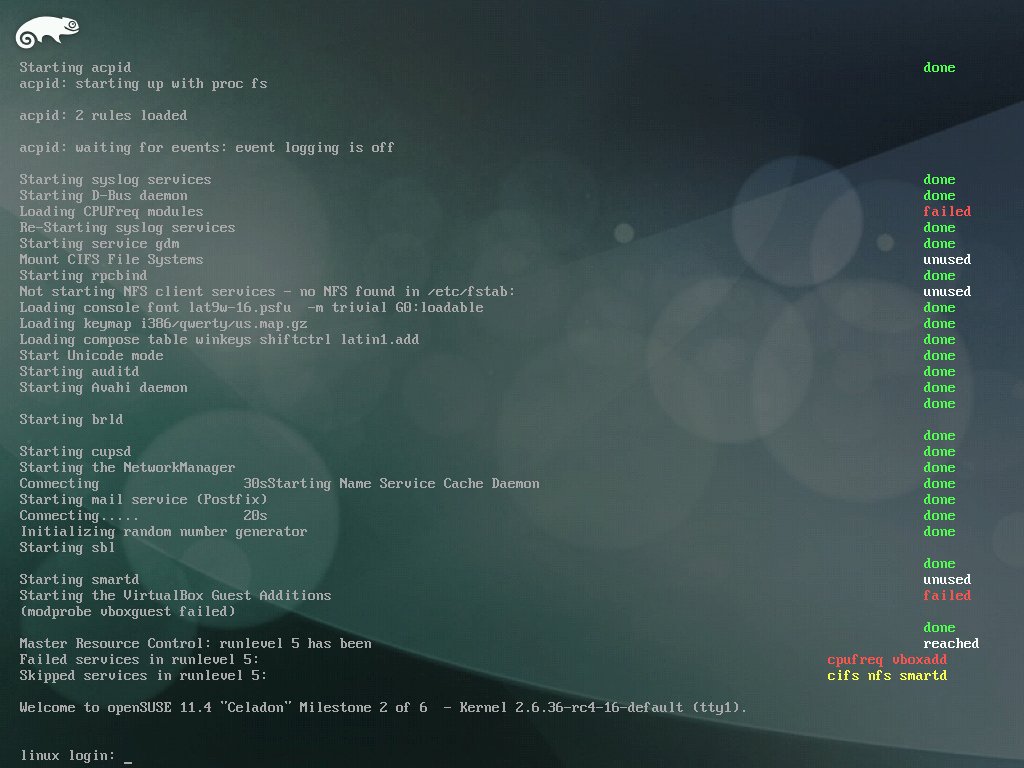 Starting acpid done
acpid: starting up with proc fs
acpid: 2 rules loaded
acpid: waiting for events: event logging is off
Starting syslog services done
Starting D-Bus daemon done
Loading CPUFreq modules failed
Re-Starting syslog services done
Starting service gdm done
Mount CIFS File Systems unused
Starting rpcbind done
Not starting NFS client services - no NFS found in /etc/fstab: unused
Loading console font lat9w-16.psfu  -m trivial G0:loadable done
Loading keymap i386/qwerty/us.map.gz done
Loading compose table winkeys shiftctrl latin1.add done
Start Unicode mode done
Starting auditd done
Starting Avahi daemon done
done
Starting brld
done
Starting cupsd done
Starting the NetworkManager done
Connecting 30sStarting Name Service Cache Daemon done
Starting mail service (Postfix) done
Connecting..... 20s done
Initializing random number generator done
Starting sbl
done
Starting smartd unused
Starting the VirtualBox Guest Additions failed
(modprobe vboxguest failed)
done
Master Resource Control: runlevel 5 has been reached
Failed services in runlevel 5: cpufreq vboxadd
Skipped services in runlevel 5: cifs nfs smartd
Welcome to openSUSE 11.4 "Celadon" Milestone 2 of 6  - Kernel 2.6.36-rc4-16-default (tty1).
linux login: _